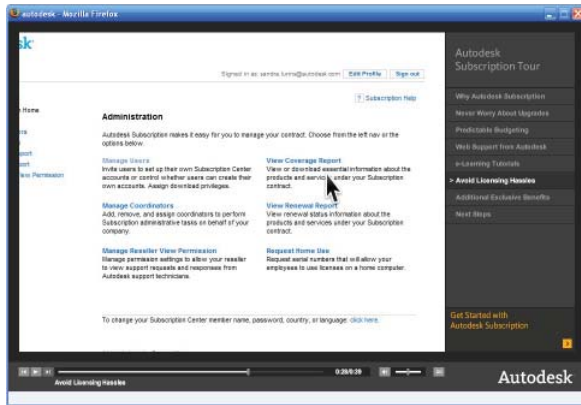 autodesk - Mozilla Firefox
sk
Signed in as: sandra.lunns@autodesk.com Edit Profile Sign out
? Subscription Help
Home
Administration
Autodesk Subscription makes it easy for you to manage your contract. Choose from the left nav or the
options below.
Manage Users
Invite users to set up their own Subscription Center
accounts or control whether users can create their
own accounts. Assign download privileges.
View Coverage Report
View or download essential information about the
products and services under your Subscription
contract.
Manage Coordinators
Add, remove, and assign coordinators to perform
Subscription administrative tasks on behalf of your
company.
View Renewal Report
View renewal status information about the
products and services under your Subscription
contract.
Manage Reseller View Permission
Manage permission settings to allow your reseller
to view support requests and responses from
Autodesk support technicians.
Request Home Use
Request serial numbers that will allow your
employees to use licenses on a home computer.
To change your Subscription Center member name, password, country, or language: click here.
Autodesk
Subscription Tour
Why Autodesk Subscription
Never Worry About Upgrades
Predictable Budgeting
Web Support from Autodesk
e-Learning Tutorials
> Avoid Licensing Hassles
Additional Exclusive Benefits
Next Steps
Get Started with
Autodesk Subscription
0:28/0:39
Avoid Licensing Hassles
Autodesk